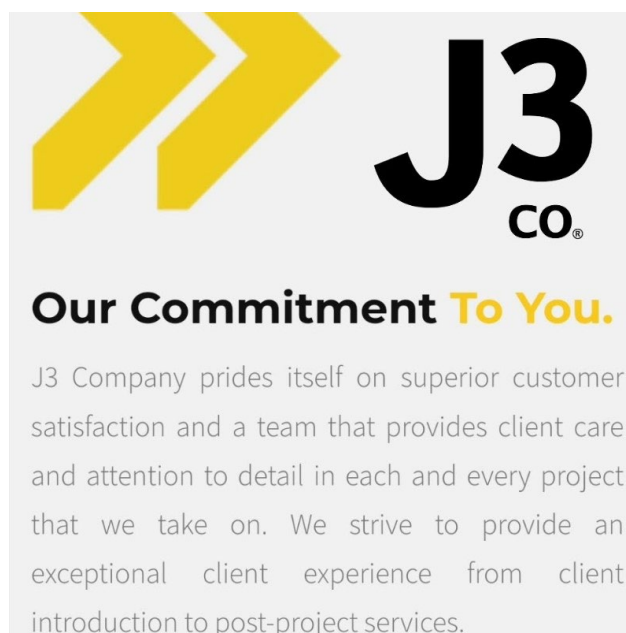 J3
CO®
Our Commitment To You.
J3 Company prides itself on superior customer
satisfaction and a team that provides client care
and attention to detail in each and every project
that we take on. We strive to provide an
exceptional client experience from client
introduction to post-project services.